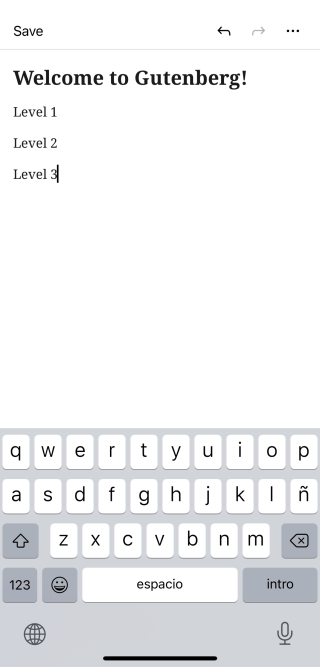 Save
Welcome to Gutenberg!
Level 1
Level 2
Level 3
q w e r t y u i o p
a s d f g h j k l ñ
z x c v b n m
123 espacio intro